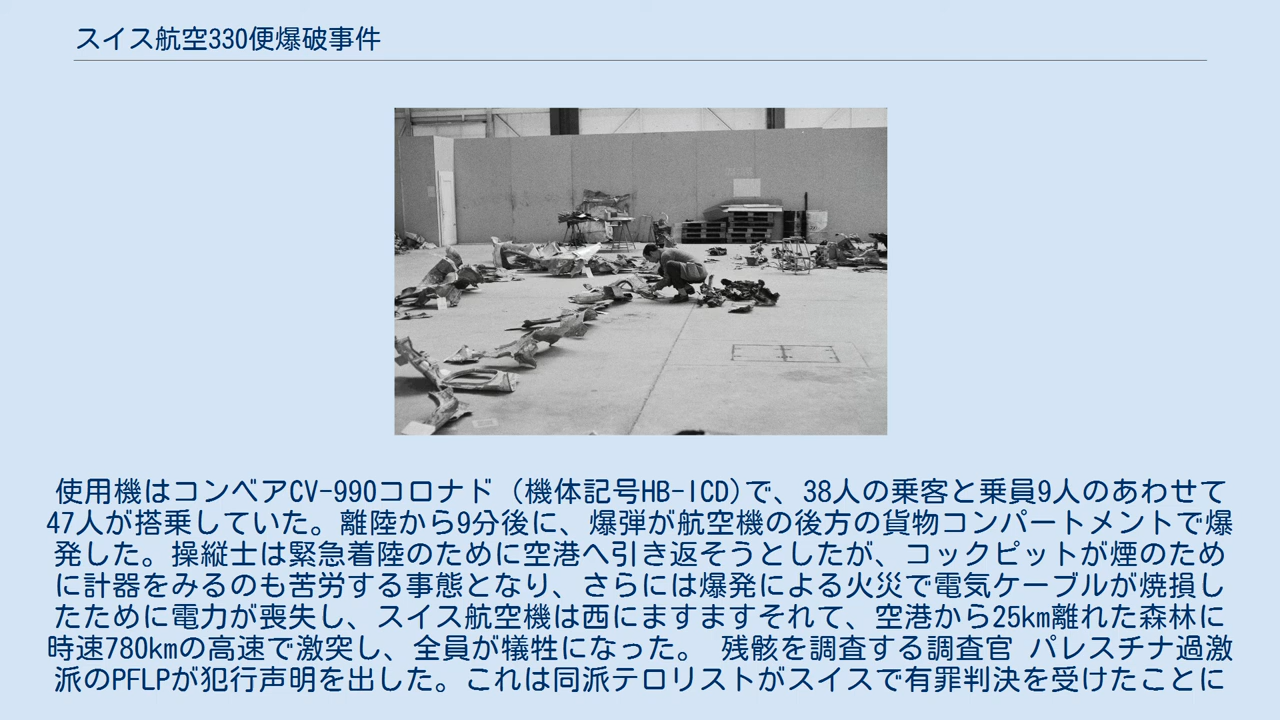 スイス航空330便爆破事件
使用機はコンベアCV-990コロナド (機体記号HB-ICD)で、38人の乗客と乗員9人のあわせて
47人が搭乗していた。離陸から9分後に、爆弾が航空機の後方の貨物コンパートメントで爆
発した。操縦士は緊急着陸のために空港へ引き返そうとしたが、コックピットが煙のため
に計器をみるのも苦労する事態となり、さらには爆発による火災で電気ケーブルが焼損し
たために電力が喪失し、スイス航空機は西にますますそれて、空港から25km離れた森林に
時速780kmの高速で激突し、全員が犠牲になった。 残骸を調査する調査官 パレスチナ過激
派のPFLPが犯行声明を出した。これは同派テロリストがスイスで有罪判決を受けたことに